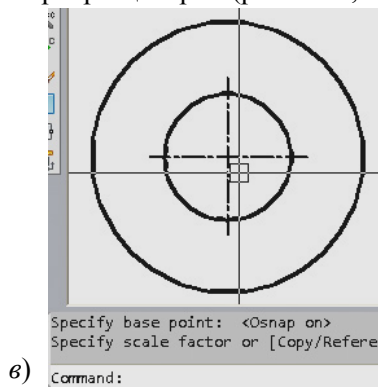 Specify base point:  <Osnap on>
Specify scale factor or [Copy/Refere
в) Command: